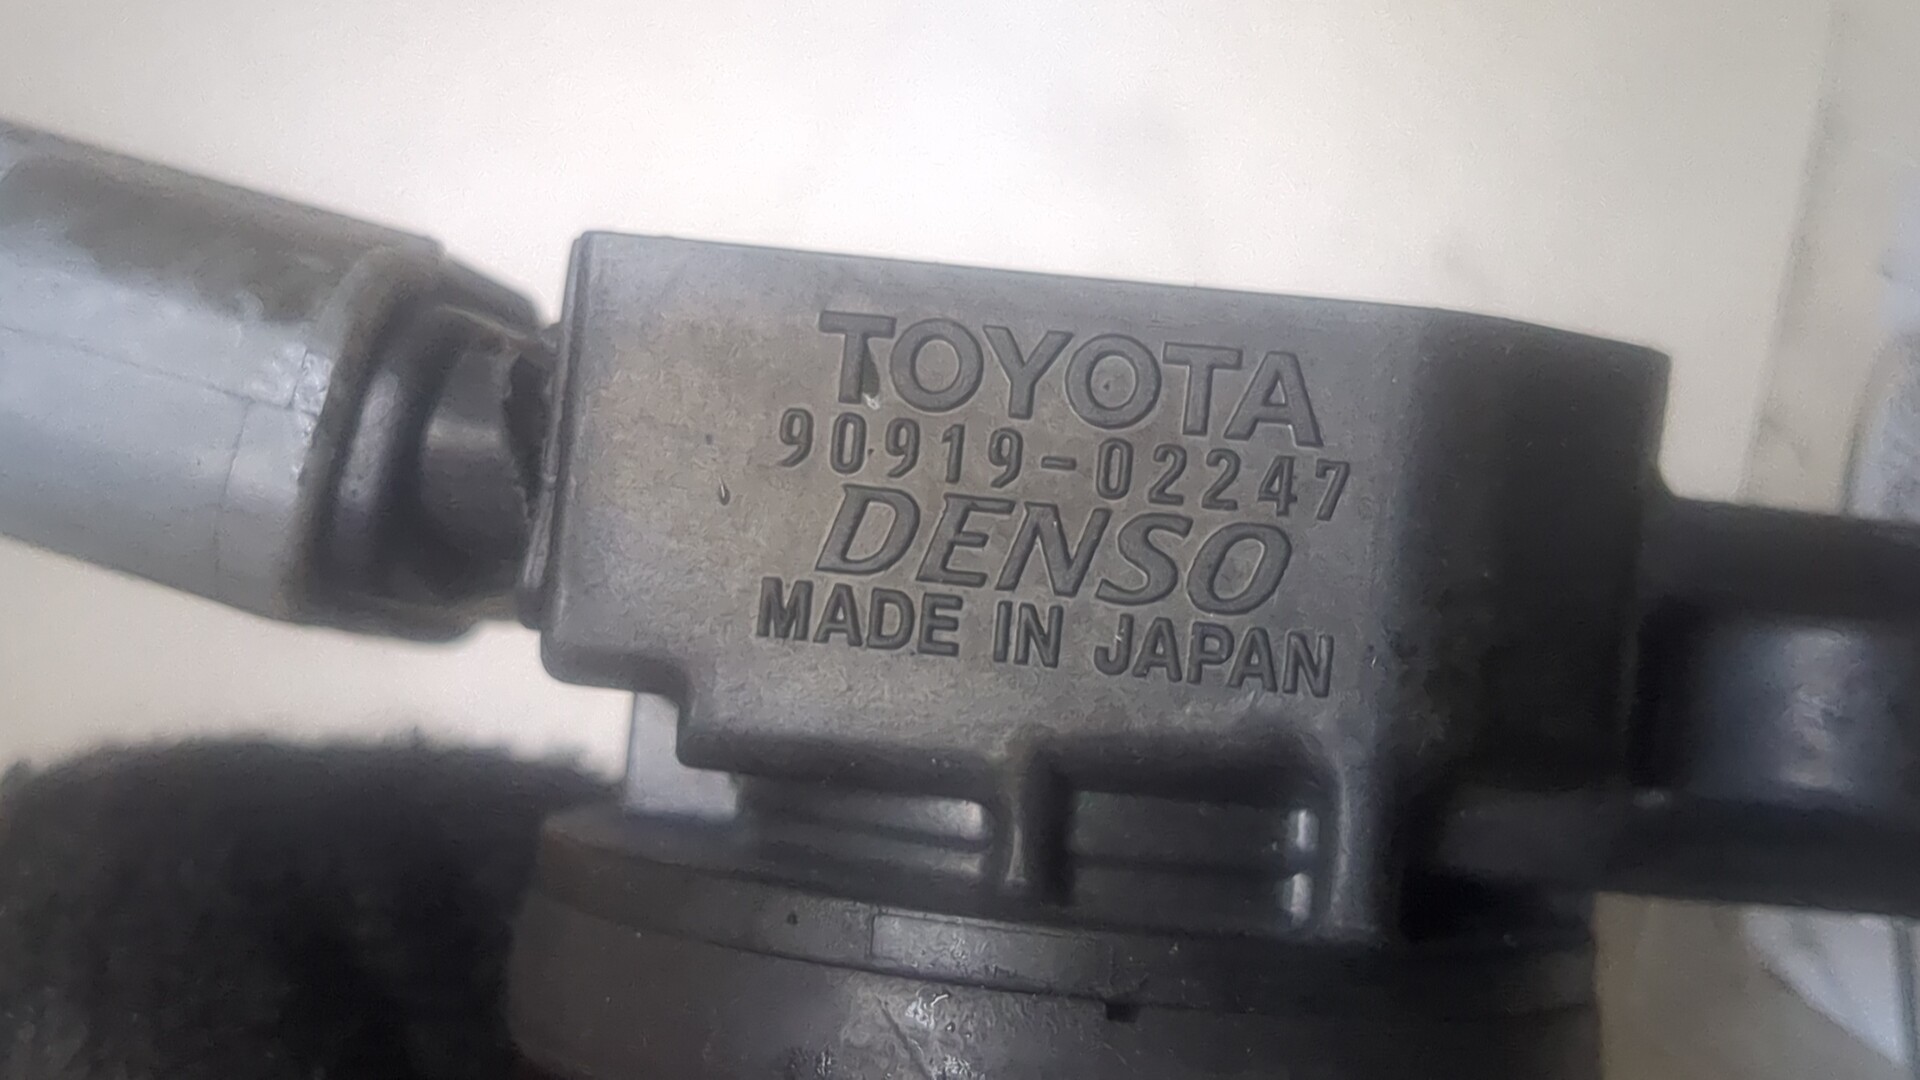 TOYOTA
90919-02247
DENSO
MADE IN JAPAN